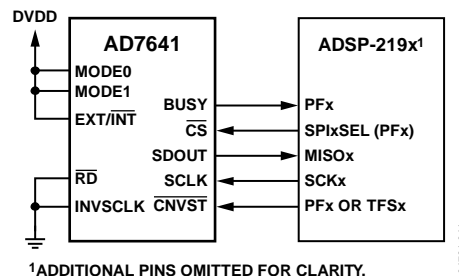 DVDD
AD7641
ADSP-219x1
MODE0
MODE1
EXT/INT
BUSY
PFx
CS
SPIxSEL (PFx)
SDOUT
MISOx
RD
SCLK
SCKx
INVSCLK
CNVST
PFx OR TFSx
1ADDITIONAL PINS OMITTED FOR CLARITY.